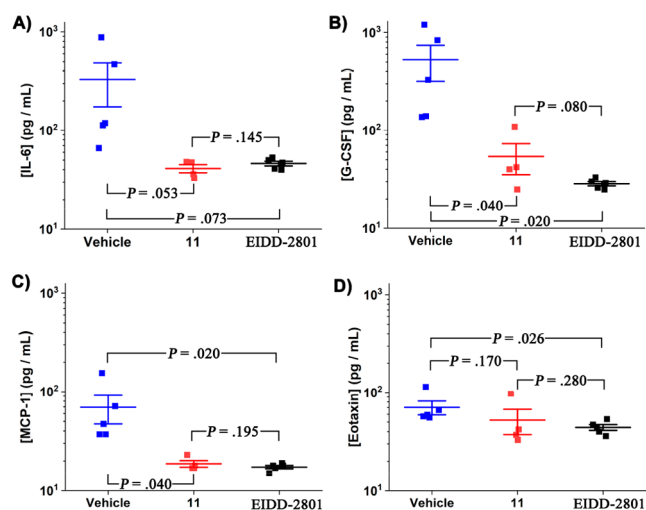 A)
[IL-6] (pg / mL)
10³
10²
10¹
P = .145
P = .053
P = .073
Vehicle 11 EIDD-2801
B)
[G-CSF] (pg / mL)
10³
10²
10¹
P = .080
P = .040
P = .020
Vehicle 11 EIDD-2801
C)
[MCP-1] (pg / mL)
10³
10²
10¹
P = .020
P = .195
P = .040
Vehicle 11 EIDD-2801
D)
[Eotaxin] (pg / mL)
10³
10²
10¹
P = .026
P = .170
P = .280
Vehicle 11 EIDD-2801